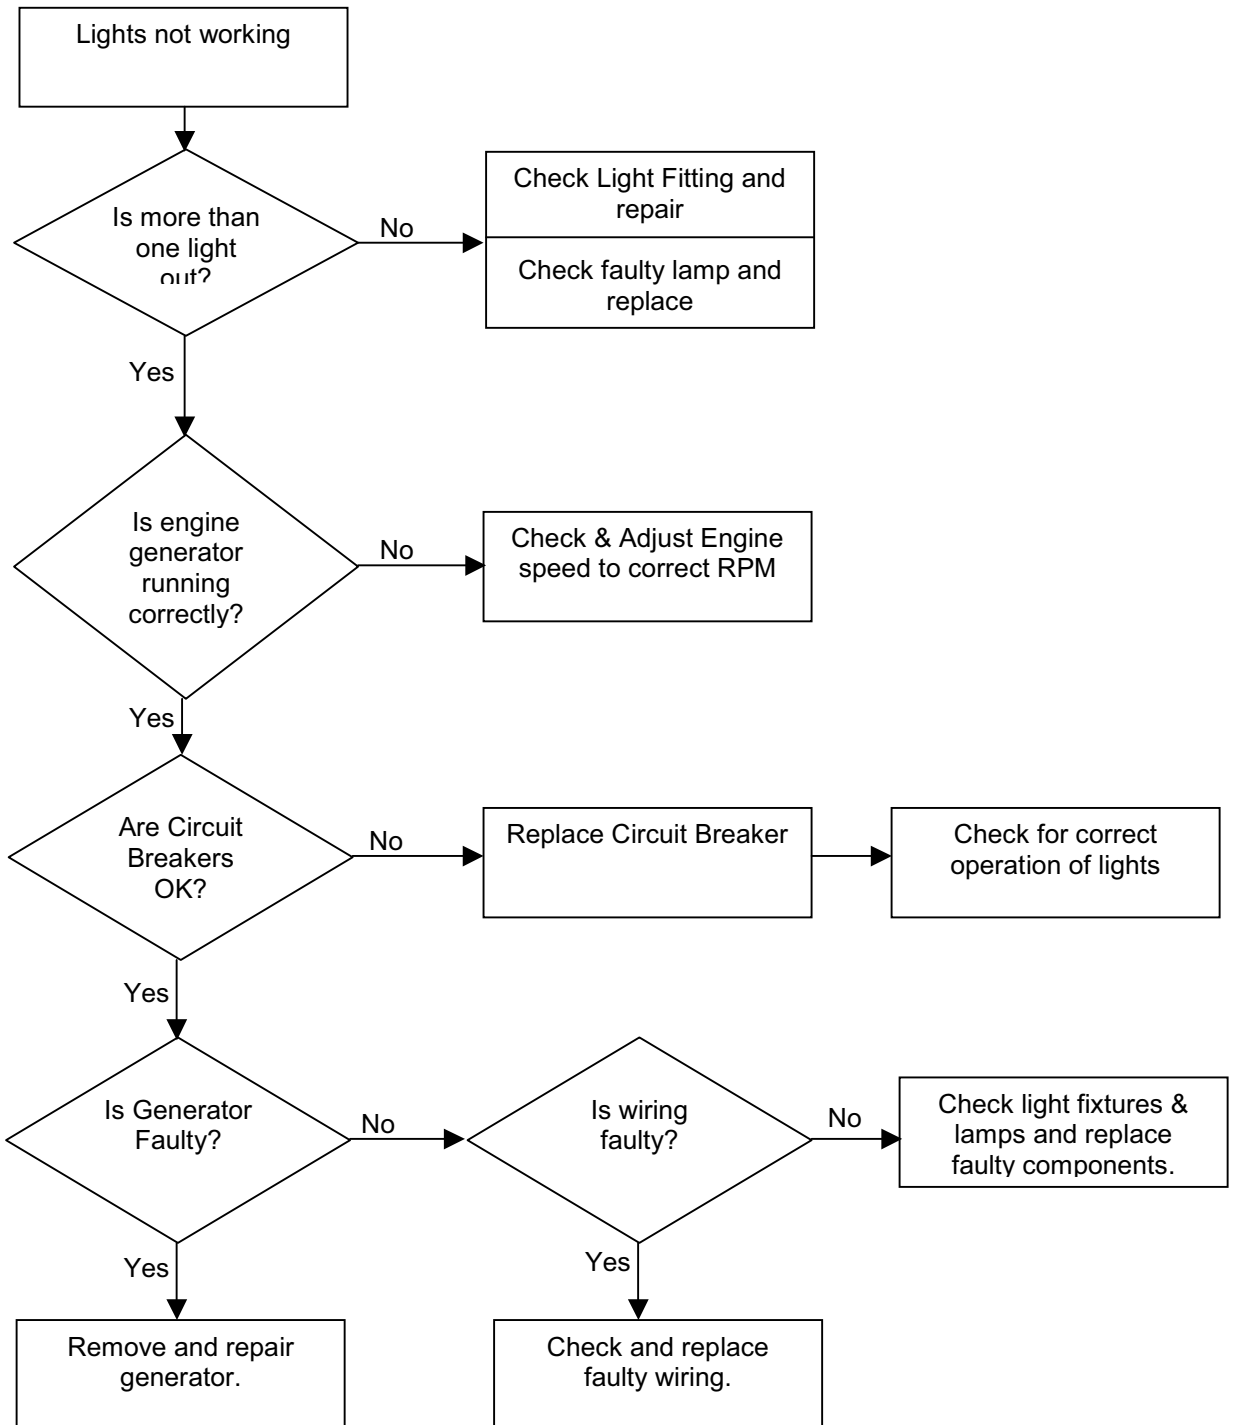 Lights not working
Is more than
one light
out?
No
Check Light Fitting and
repair
Check faulty lamp and
replace
Yes
Is engine
generator
running
correctly?
No
Check & Adjust Engine
speed to correct RPM
Yes
Are Circuit
Breakers
OK?
No
Replace Circuit Breaker
Check for correct
operation of lights
Yes
Is Generator
Faulty?
No
Is wiring
faulty?
No
Check light fixtures &
lamps and replace
faulty components.
Yes
Yes
Remove and repair
generator.
Check and replace
faulty wiring.